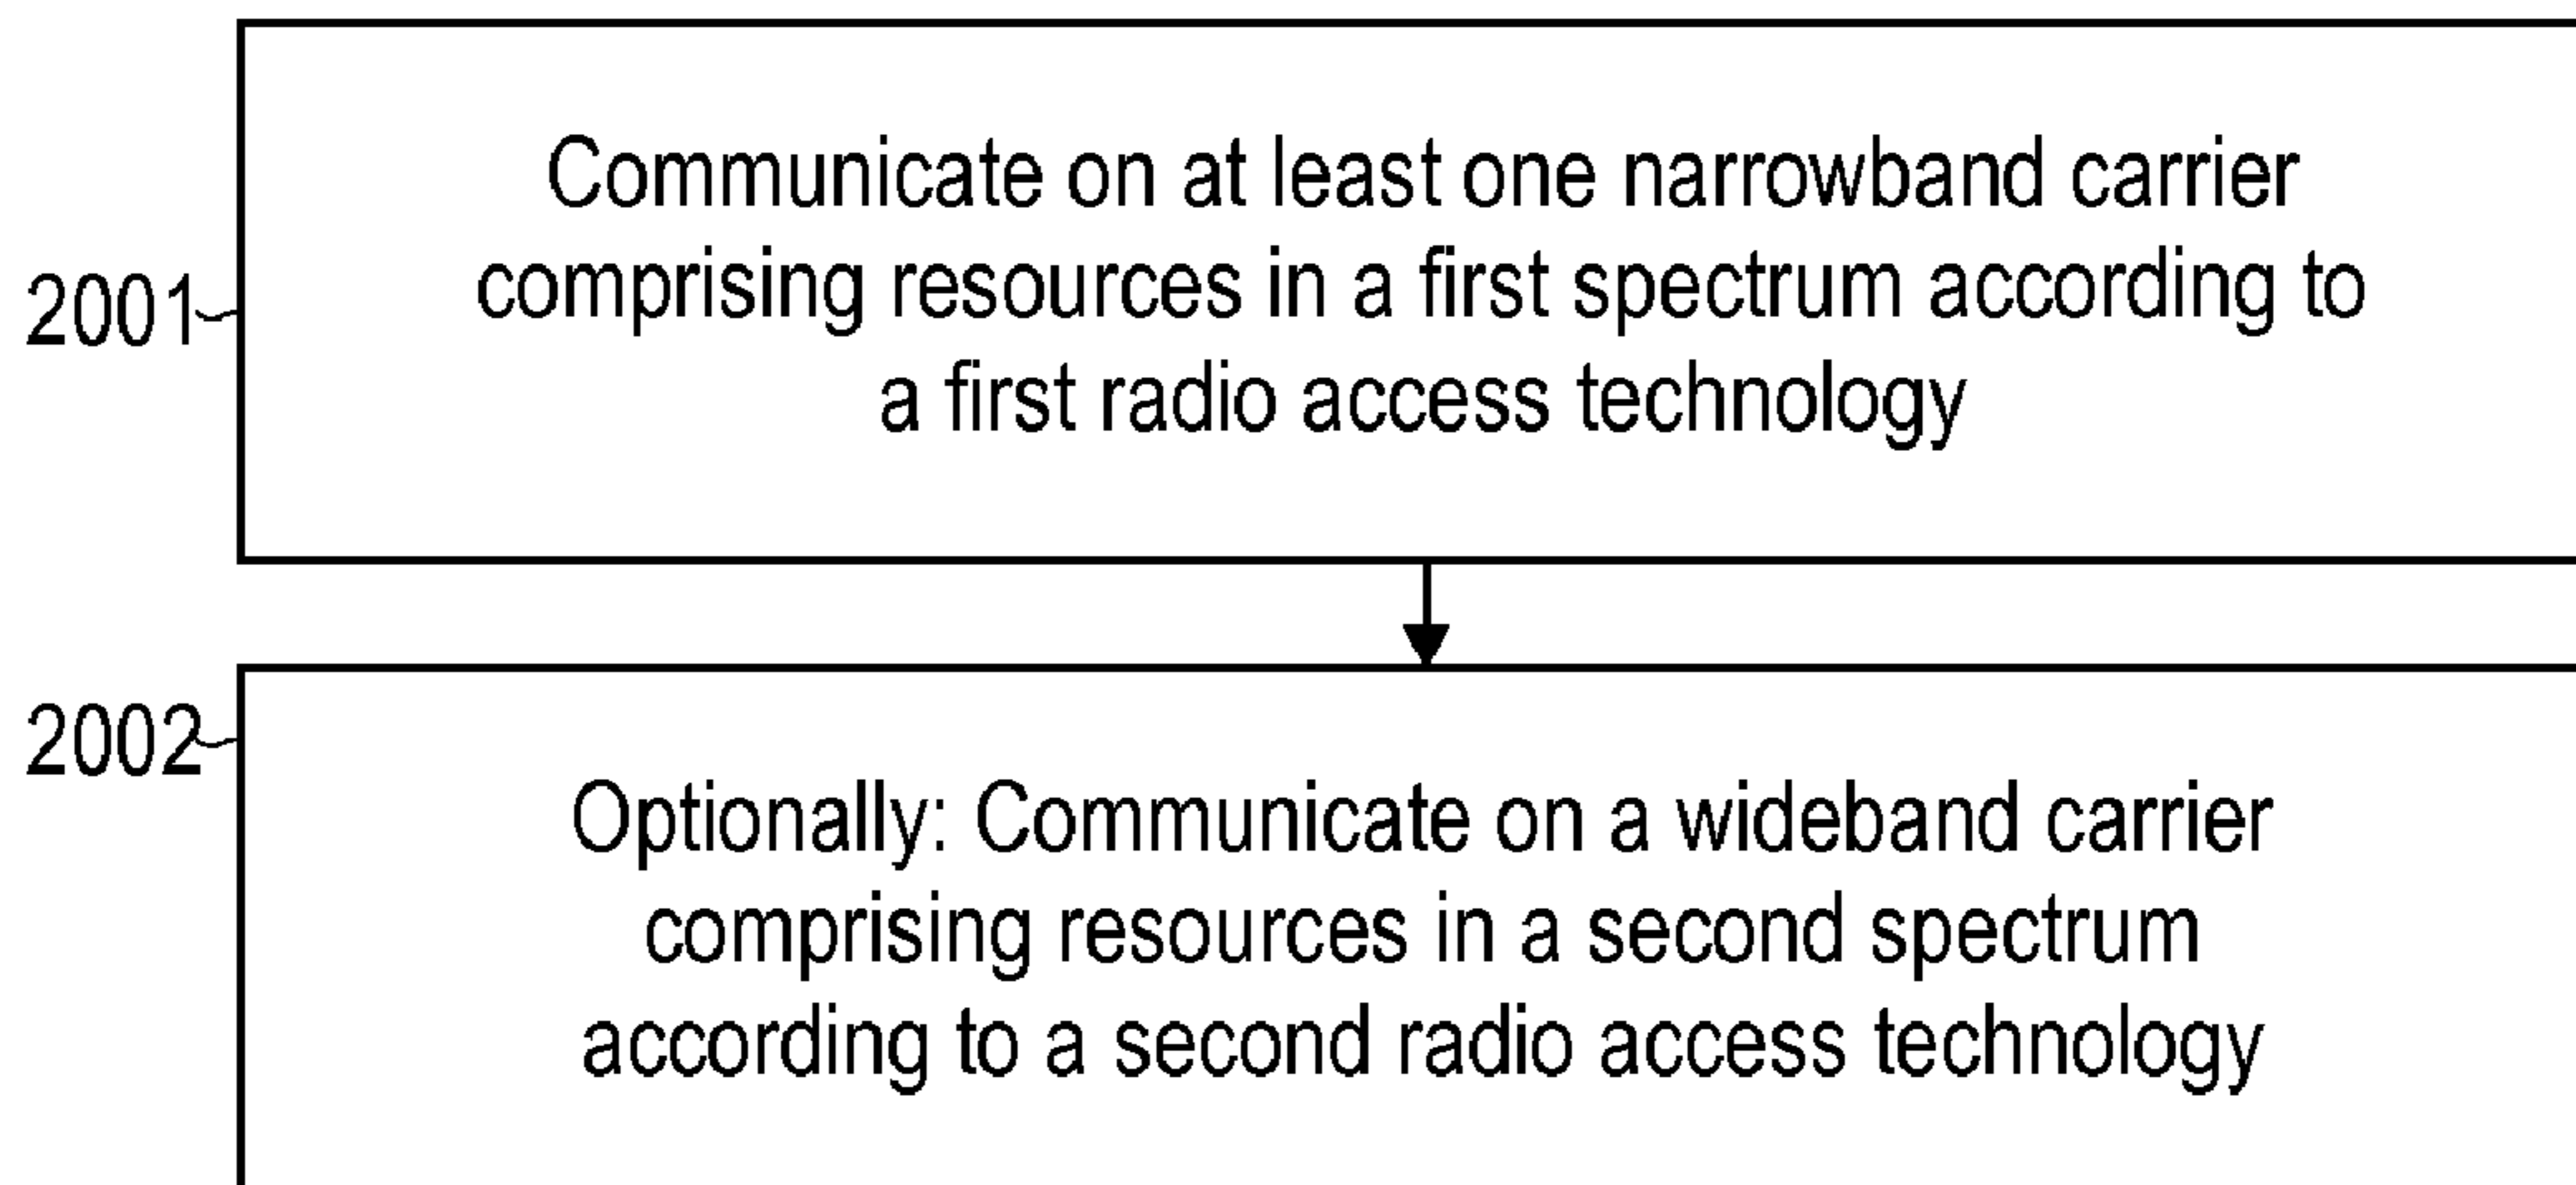 Communicate on at least one narrowband carrier
comprising resources in a first spectrum according to
a first radio access technology
2001
2002
Optionally: Communicate on a wideband carrier
comprising resources in a second spectrum
according to a second radio access technology